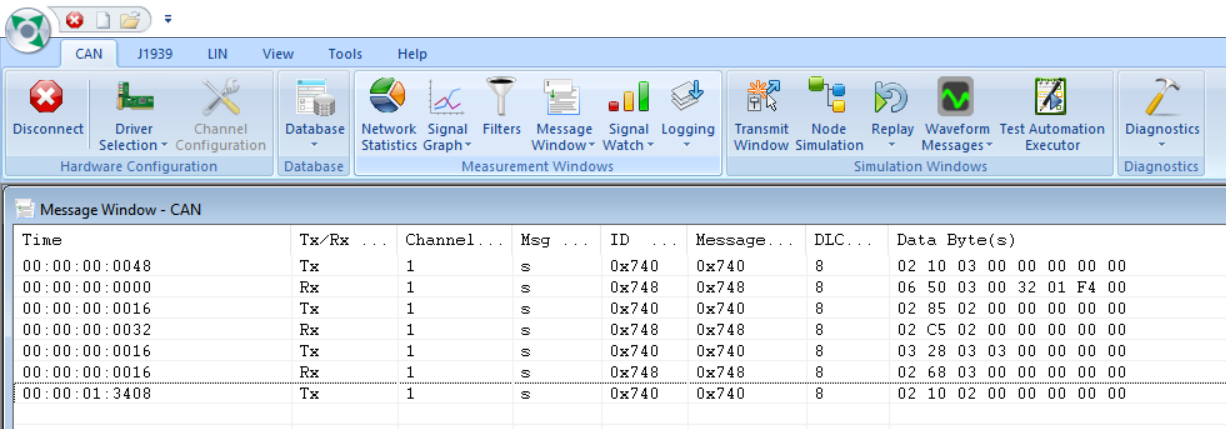 CAN J1939 LIN View Tools Help
Disconnect Driver Selection Channel Configuration Database Network Statistics Signal Graph Filters Message Window Signal Watch Logging Transmit Window Node Simulation Replay Waveform Messages Test Automation Executor Diagnostics
Hardware Configuration Database Measurement Windows Simulation Windows Diagnostics
Message Window - CAN
Time Tx/Rx ... Channel... Msg ... ID ... Message... DLC... Data Byte(s)
00:00:00:0048 Tx 1 s 0x740 0x740 8 02 10 03 00 00 00 00 00
00:00:00:0000 Rx 1 s 0x748 0x748 8 06 50 03 00 32 01 F4 00
00:00:00:0016 Tx 1 s 0x740 0x740 8 02 85 02 00 00 00 00 00
00:00:00:0032 Rx 1 s 0x748 0x748 8 02 C5 02 00 00 00 00 00
00:00:00:0016 Tx 1 s 0x740 0x740 8 03 28 03 03 00 00 00 00
00:00:00:0016 Rx 1 s 0x748 0x748 8 02 68 03 00 00 00 00 00
00:00:01:3408 Tx 1 s 0x740 0x740 8 02 10 02 00 00 00 00 00